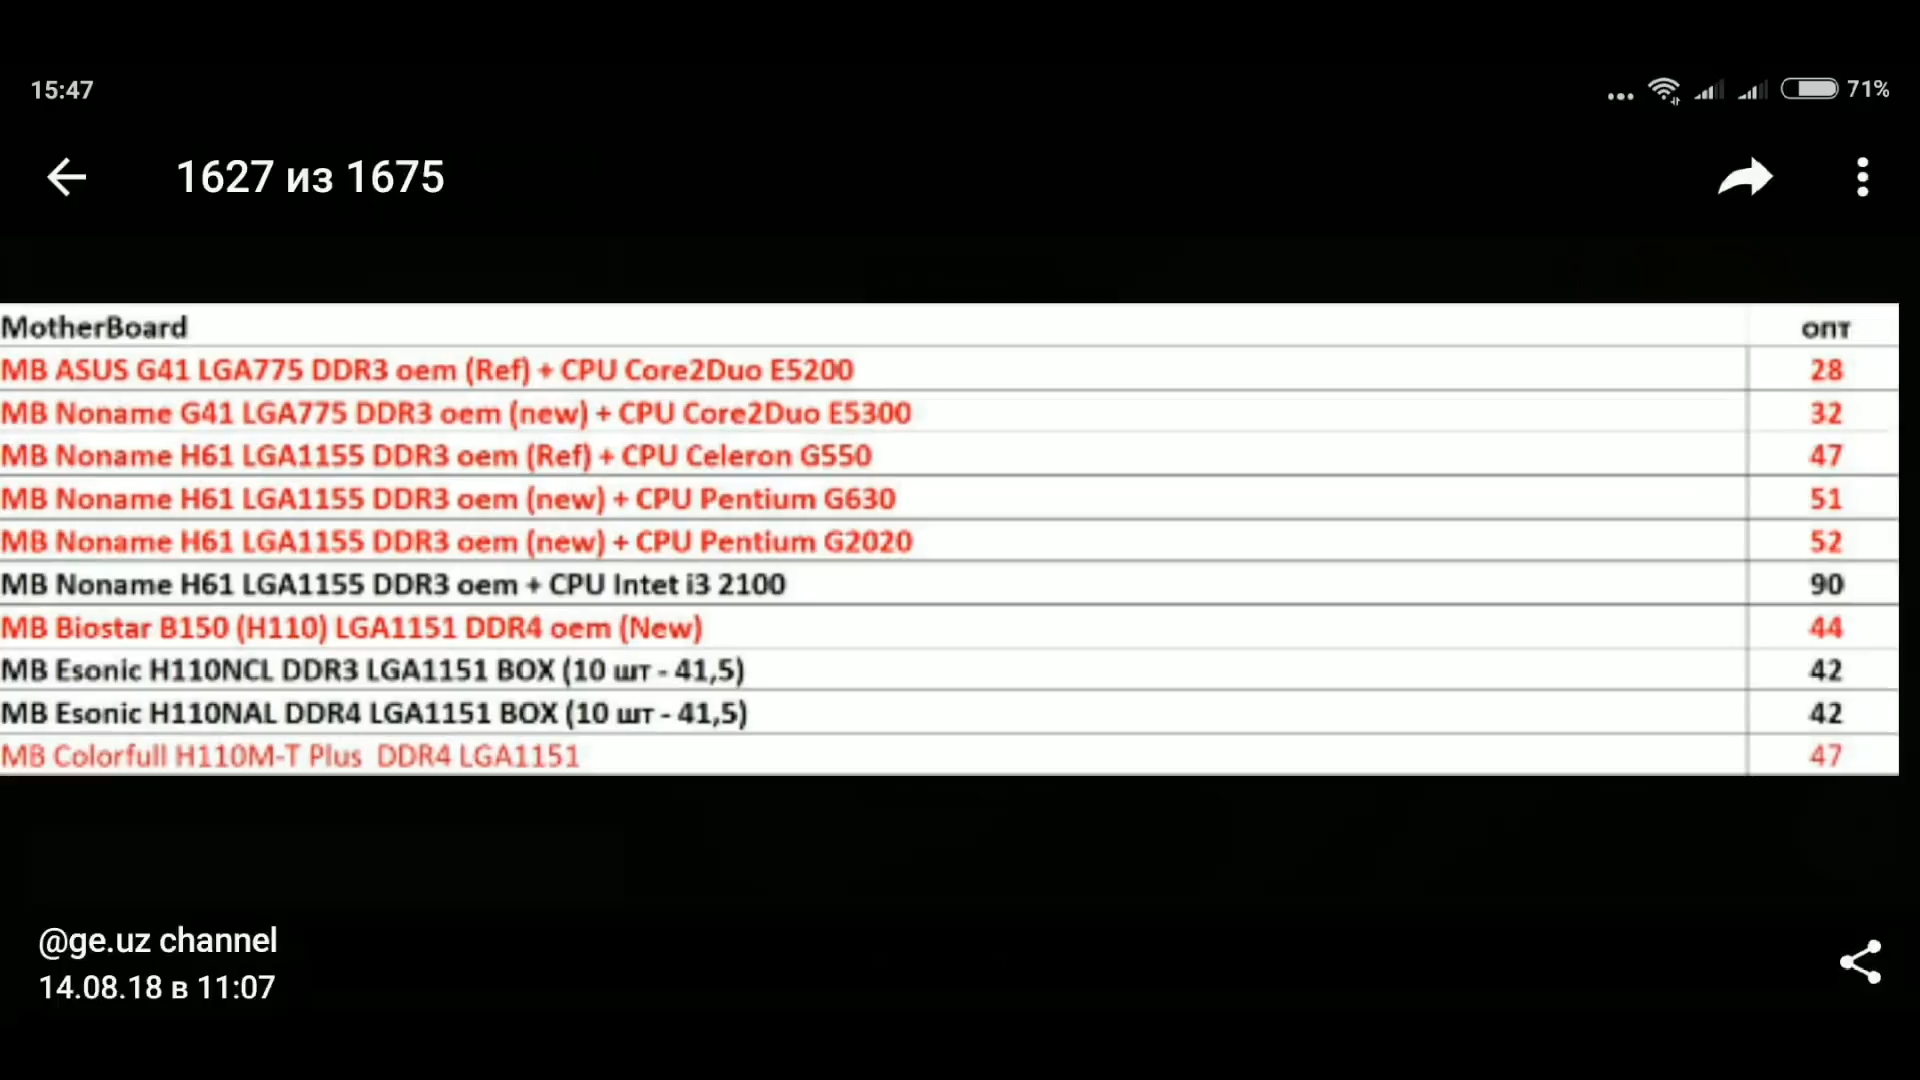 15:47
71%
1627 из 1675
MotherBoard опт
MB ASUS G41 LGA775 DDR3 oem (Ref) + CPU Core2Duo E5200 28
MB Noname G41 LGA775 DDR3 oem (new) + CPU Core2Duo E5300 32
MB Noname H61 LGA1155 DDR3 oem (Ref) + CPU Celeron G550 47
MB Noname H61 LGA1155 DDR3 oem (new) + CPU Pentium G630 51
MB Noname H61 LGA1155 DDR3 oem (new) + CPU Pentium G2020 52
MB Noname H61 LGA1155 DDR3 oem + CPU Intet i3 2100 90
MB Biostar B150 (H110) LGA1151 DDR4 oem (New) 44
MB Esonic H110NCL DDR3 LGA1151 BOX (10 шт - 41,5) 42
MB Esonic H110NAL DDR4 LGA1151 BOX (10 шт - 41,5) 42
MB Colorfull H110M-T Plus  DDR4 LGA1151 47
@ge.uz channel
14.08.18 в 11:07